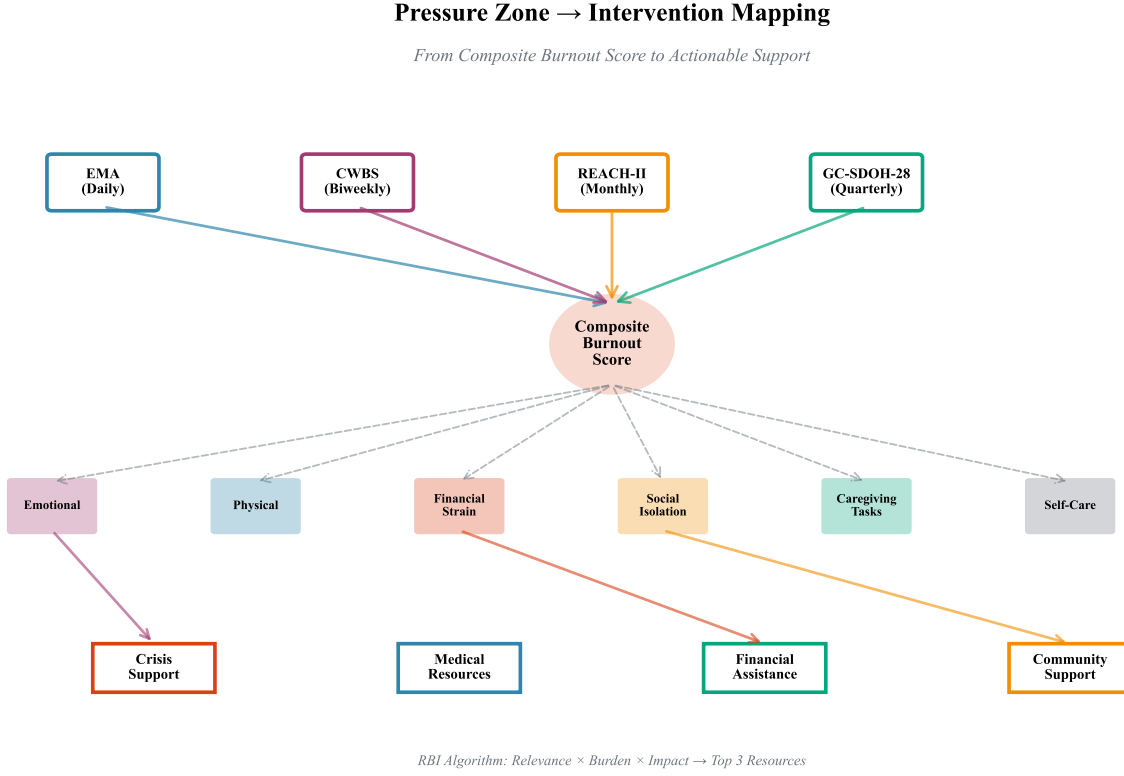 Pressure Zone → Intervention Mapping
From Composite Burnout Score to Actionable Support
EMA
(Daily)
CWBS
(Biweekly)
REACH-II
(Monthly)
GC-SDOH-28
(Quarterly)
Composite
Burnout
Score
Emotional
Physical
Financial
Strain
Social
Isolation
Caregiving
Tasks
Self-Care
Crisis
Support
Medical
Resources
Financial
Assistance
Community
Support
RBI Algorithm: Relevance × Burden × Impact → Top 3 Resources